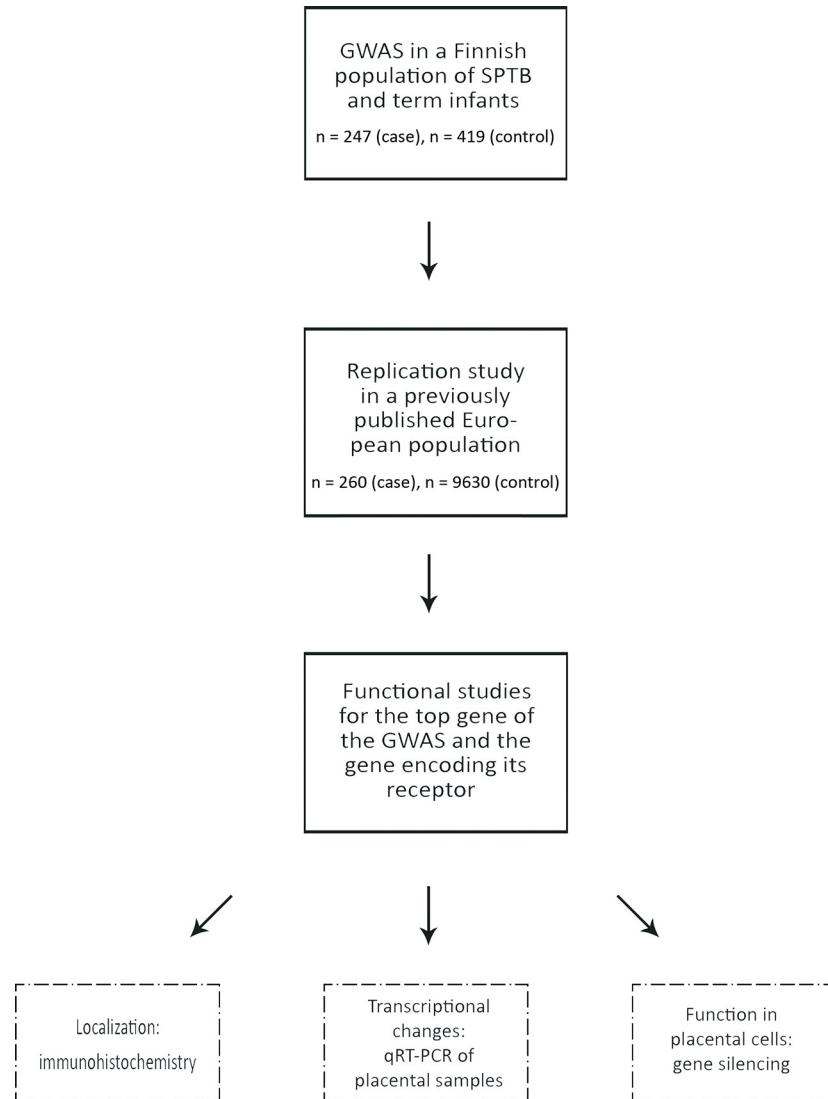 GWAS in a Finnish
population of SPTB
and term infants
n = 247 (case), n = 419 (control)
Replication study
in a previously
published Euro-
pean population
n = 260 (case), n = 9630 (control)
Functional studies
for the top gene of
the GWAS and the
gene encoding its
receptor
Localization:
immunohistochemistry
Transcriptional
changes:
qRT-PCR of
placental samples
Function in
placental cells:
gene silencing